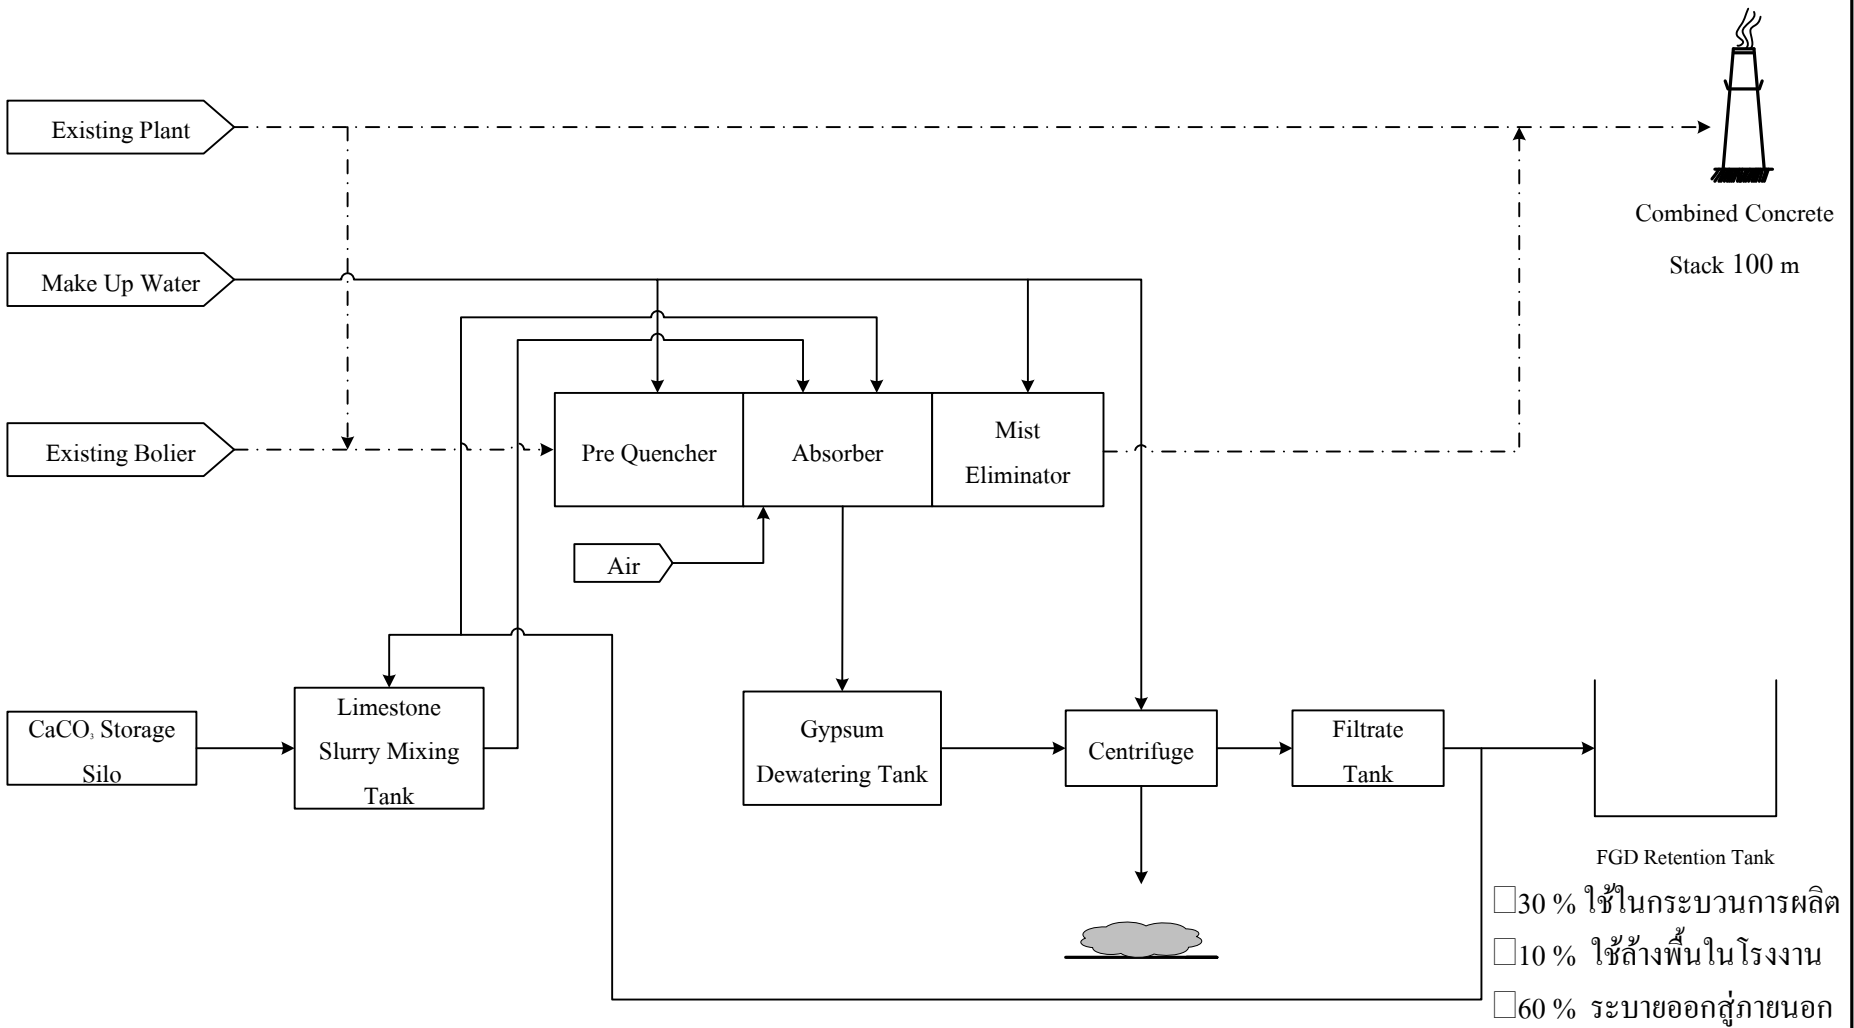 Existing Plant
Combined Concrete
Stack 100 m
Make Up Water
Existing Bolier
Pre Quencher
Absorber
Mist
Eliminator
Air
CaCO₃ Storage
Silo
Limestone
Slurry Mixing
Tank
Gypsum
Dewatering Tank
Centrifuge
Filtrate
Tank
FGD Retention Tank
30 % ใช้ในกระบวนการผลิต
10 % ใช้ล้างพื้นในโรงงาน
60 % ระบายออกสู่ภายนอก